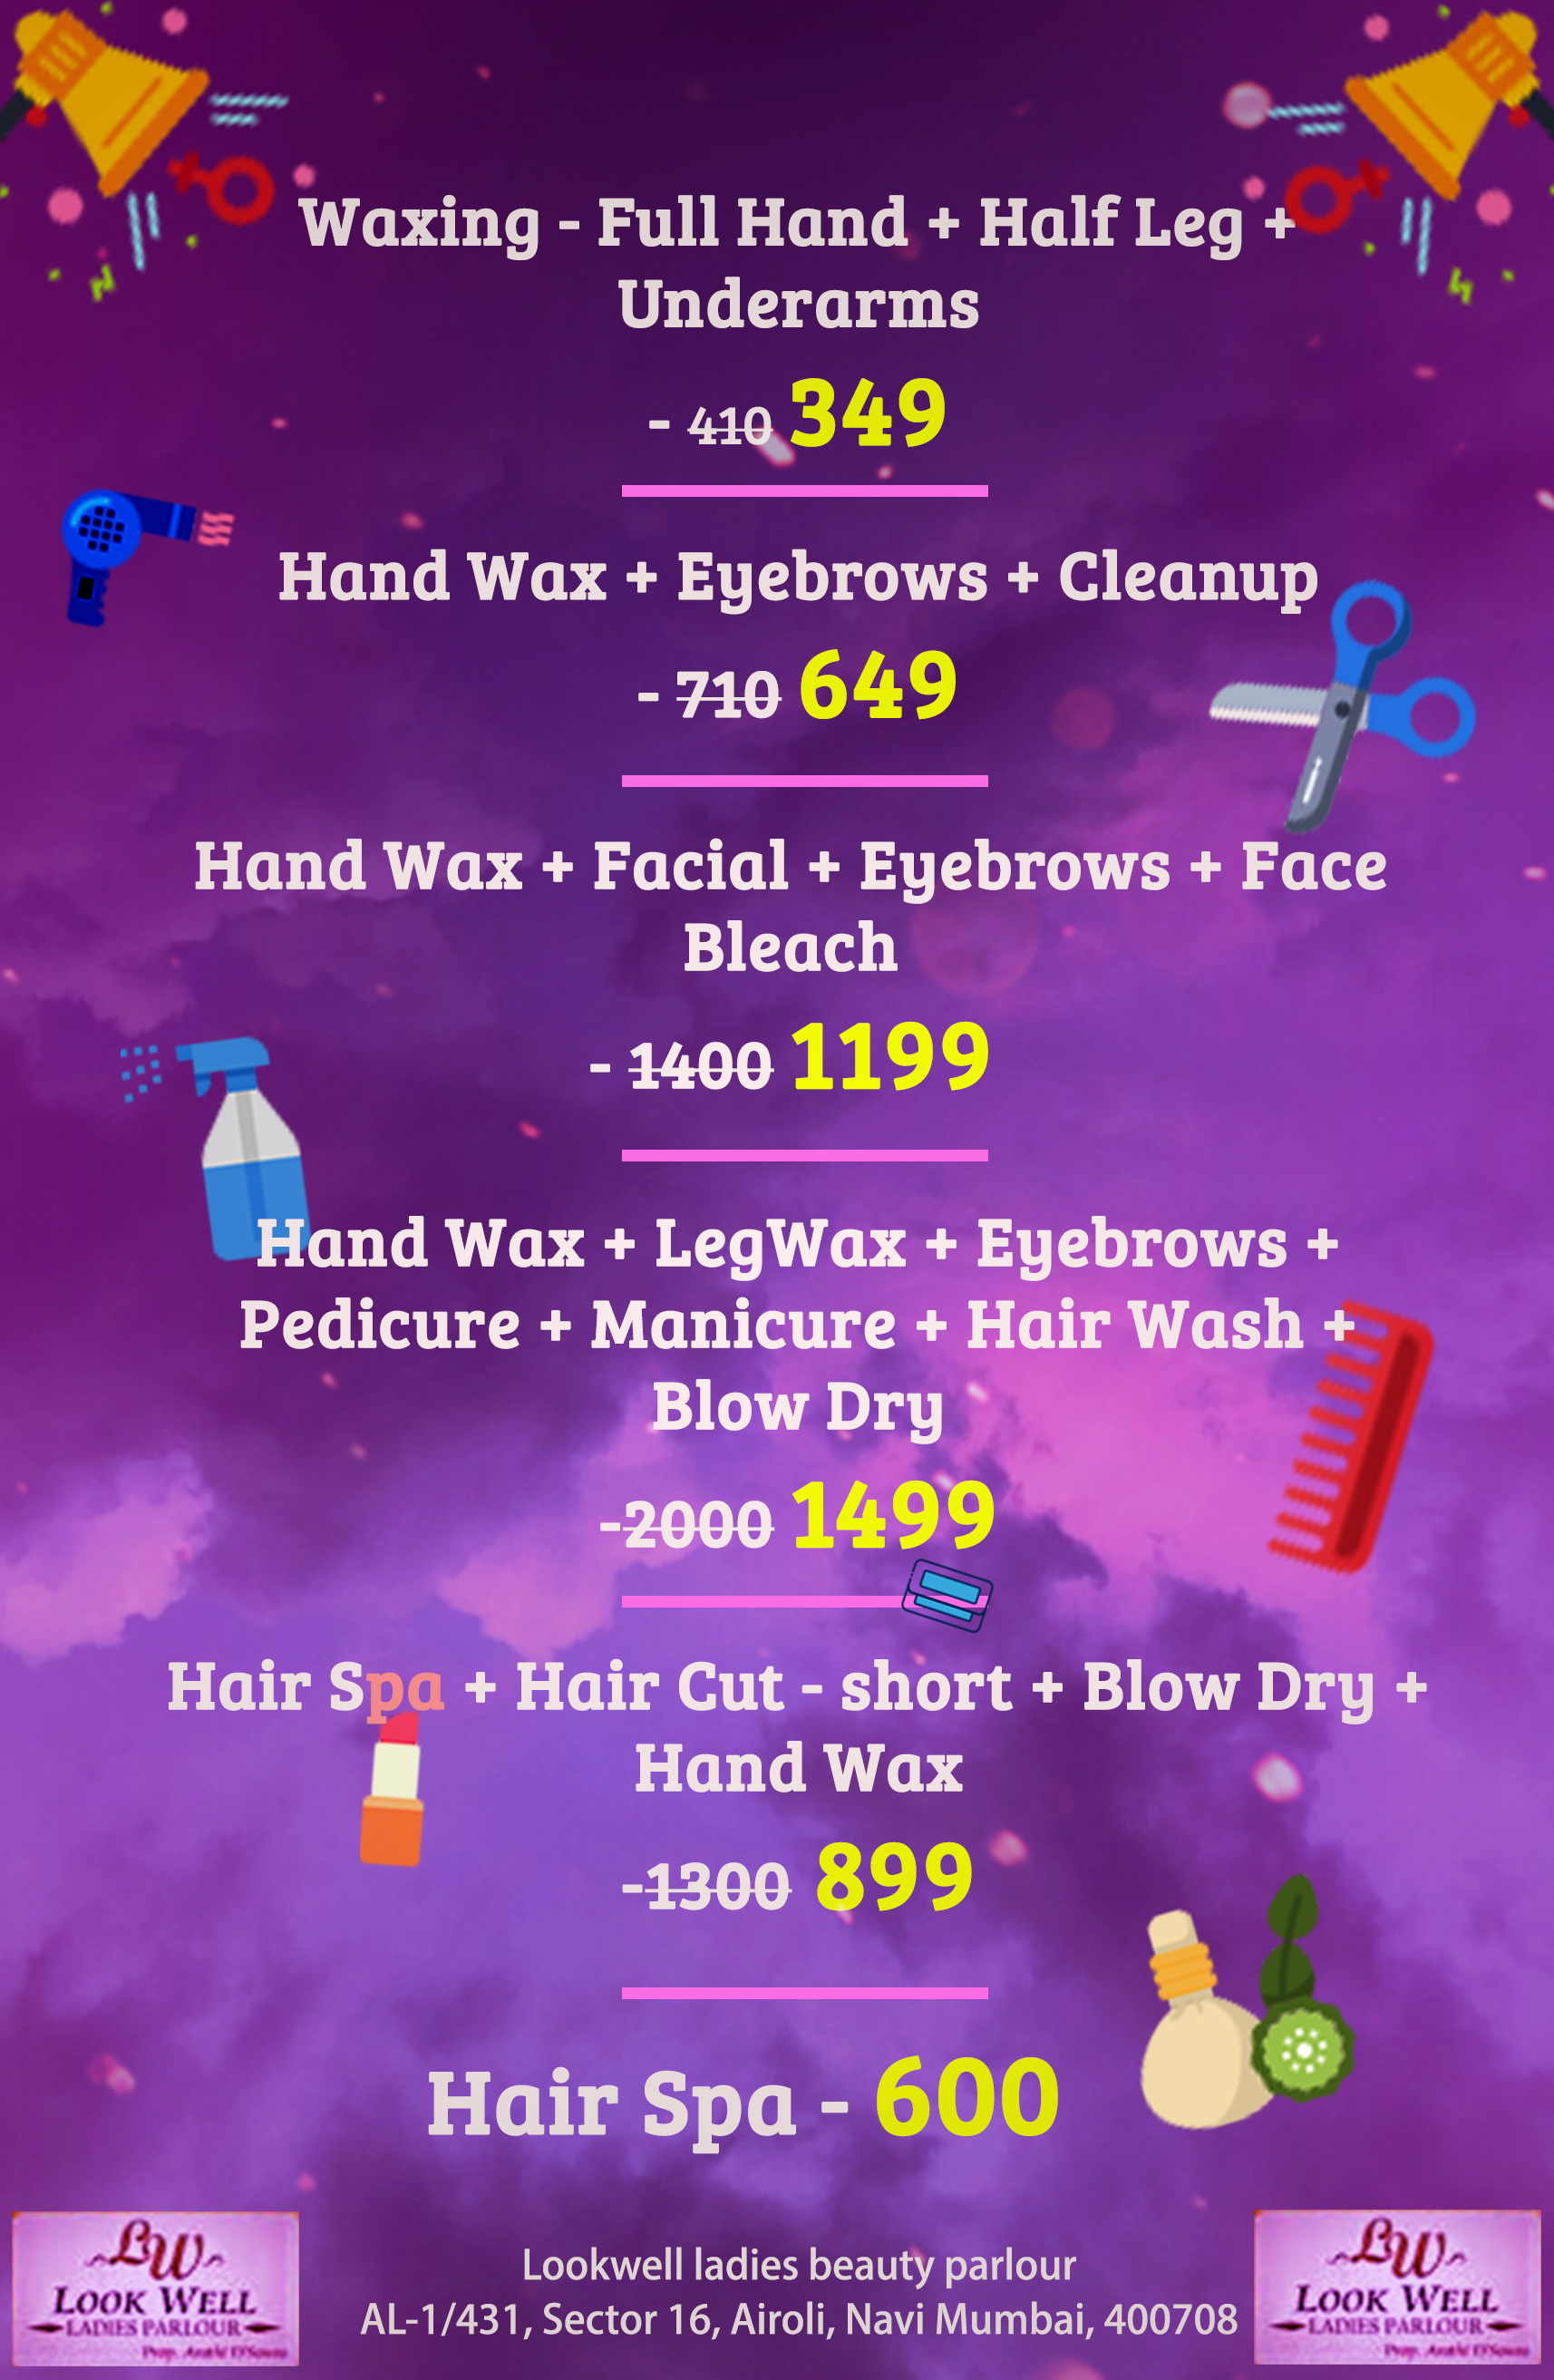 Waxing - Full Hand + Half Leg +
Underarms
- 410 349
Hand Wax + Eyebrows + Cleanup
- 710 649
Hand Wax + Facial + Eyebrows + Face
Bleach
- 1400 1199
Hand Wax + LegWax + Eyebrows +
Pedicure + Manicure + Hair Wash +
Blow Dry
-2000 1499
Hair Spa + Hair Cut - short + Blow Dry +
Hand Wax
-1300 899
Hair Spa - 600
LW
LOOK WELL
LADIES PARLOUR
Prop.
Lookwell ladies beauty parlour
AL-1/431, Sector 16, Airoli, Navi Mumbai, 400708
LW
LOOK WELL
LADIES PARLOUR
Prop.